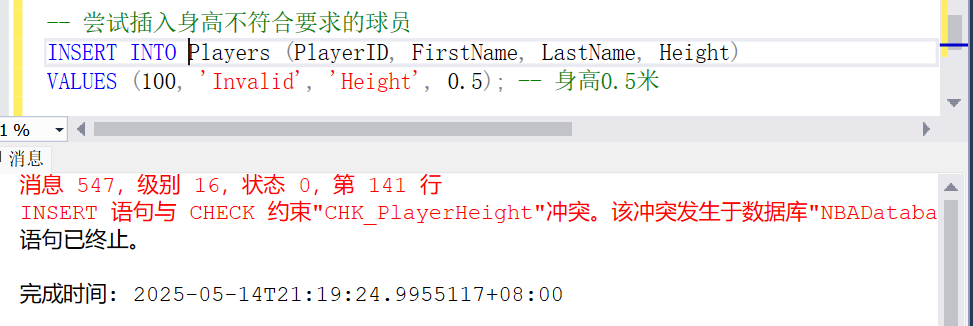 -- 尝试插入身高不符合要求的球员
INSERT INTO Players (PlayerID, FirstName, LastName, Height)
VALUES (100, 'Invalid', 'Height', 0.5); -- 身高0.5米
1 %
消息
消息 547，级别 16，状态 0，第 141 行
INSERT 语句与 CHECK 约束"CHK_PlayerHeight"冲突。该冲突发生于数据库"NBADataba
语句已终止。
完成时间: 2025-05-14T21:19:24.9955117+08:00